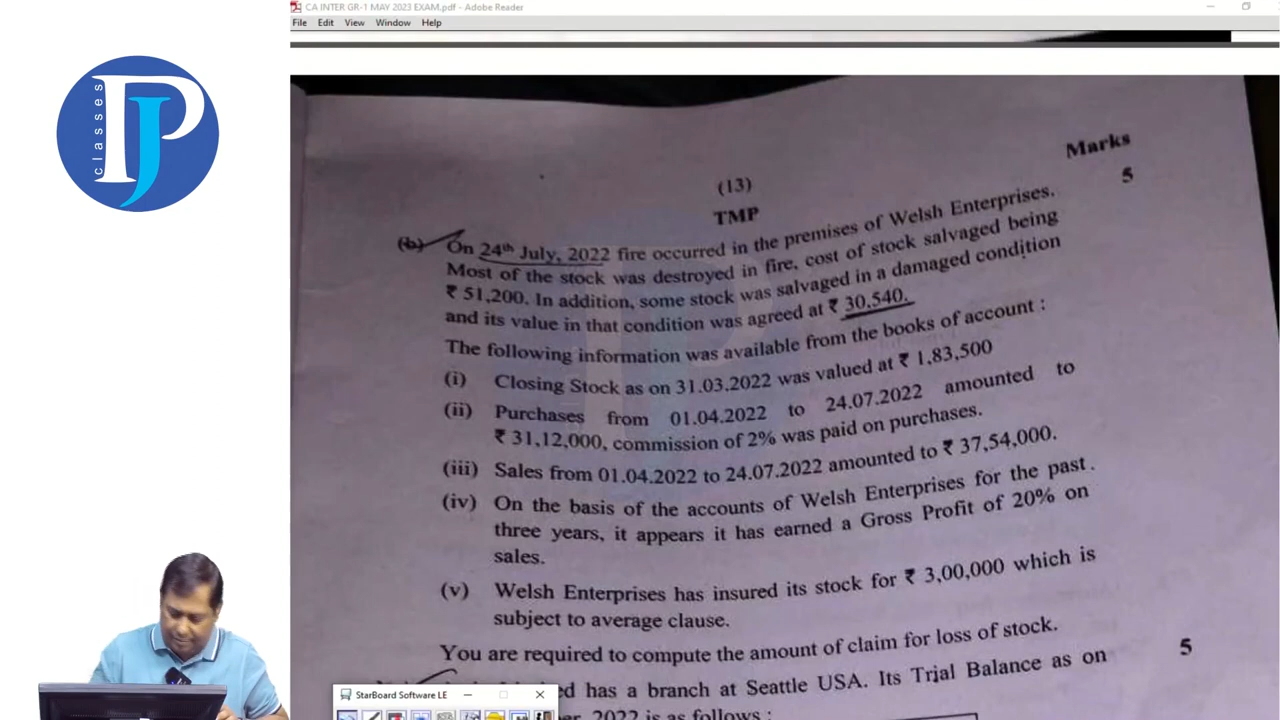 CA INTER GR-1 MAY 2023 EXAM.pdf - Adobe Reader
File Edit View Window Help
classes PJ
Marks
(13)
TMP
5
(b) On 24th July, 2022 fire occurred in the premises of Welsh Enterprises.
Most of the stock was destroyed in fire, cost of stock salvaged being
₹ 51,200. In addition, some stock was salvaged in a damaged condition
and its value in that condition was agreed at ₹ 30,540.
The following information was available from the books of account :
(i) Closing Stock as on 31.03.2022 was valued at ₹ 1,83,500
(ii) Purchases from 01.04.2022 to 24.07.2022 amounted to
₹ 31,12,000, commission of 2% was paid on purchases.
(iii) Sales from 01.04.2022 to 24.07.2022 amounted to ₹ 37,54,000.
(iv) On the basis of the accounts of Welsh Enterprises for the past
three years, it appears it has earned a Gross Profit of 20% on
sales.
(v) Welsh Enterprises has insured its stock for ₹ 3,00,000 which is
subject to average clause.
You are required to compute the amount of claim for loss of stock.
5
ed has a branch at Seattle USA. Its Trial Balance as on
StarBoard Software LE
2022 is as follows :